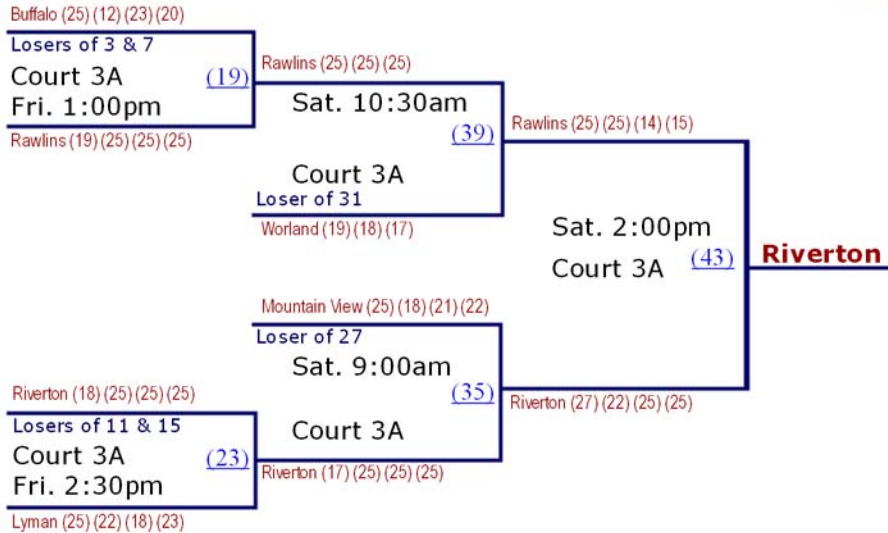 Buffalo (25) (12) (23) (20)
Losers of 3 & 7
Court 3A
(19)
Fri. 1:00pm
Rawlins (19) (25) (25) (25)
Rawlins (25) (25) (25)
Sat. 10:30am
(39)
Court 3A
Loser of 31
Worland (19) (18) (17)
Rawlins (25) (25) (14) (15)
Sat. 2:00pm
Court 3A
(43)
Riverton
Mountain View (25) (18) (21) (22)
Loser of 27
Sat. 9:00am
(35)
Court 3A
Riverton (17) (25) (25) (25)
Riverton (27) (22) (25) (25)
Riverton (18) (25) (25) (25)
Losers of 11 & 15
Court 3A
(23)
Fri. 2:30pm
Lyman (25) (22) (18) (23)